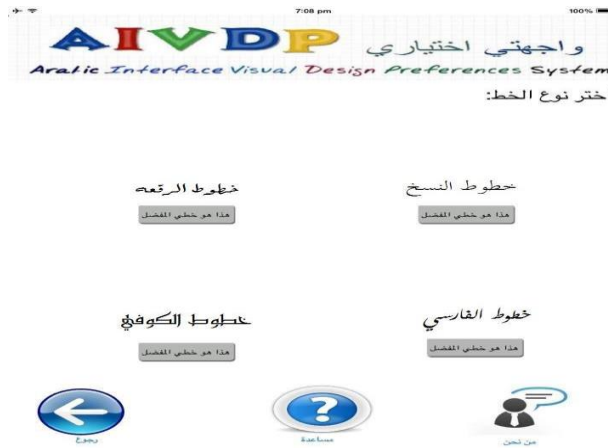 7:08 pm 100%
AIVDP واجهتي اختياري
Arabic Interface Visual Design Preferences System
ختر نوع الخط:
خطوط النسخ خطوط الرقعه
هذا هو خطي المفضل هذا هو خطي المفضل
خطوط الفارسي خطوط الكوفي
هذا هو خطي المفضل هذا هو خطي المفضل
من نحن مساعدة رجوع